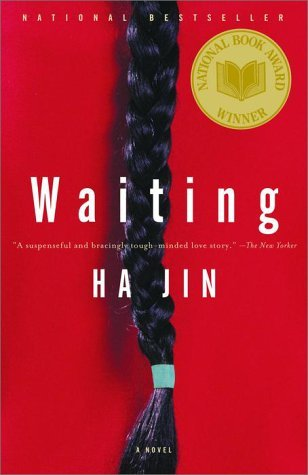 NATIONAL BESTSELLER
NATIONAL BOOK AWARD
WINNER
Waiting
"A suspenseful and bracingly tough-minded love story." —The New Yorker
HA JIN
A NOVEL